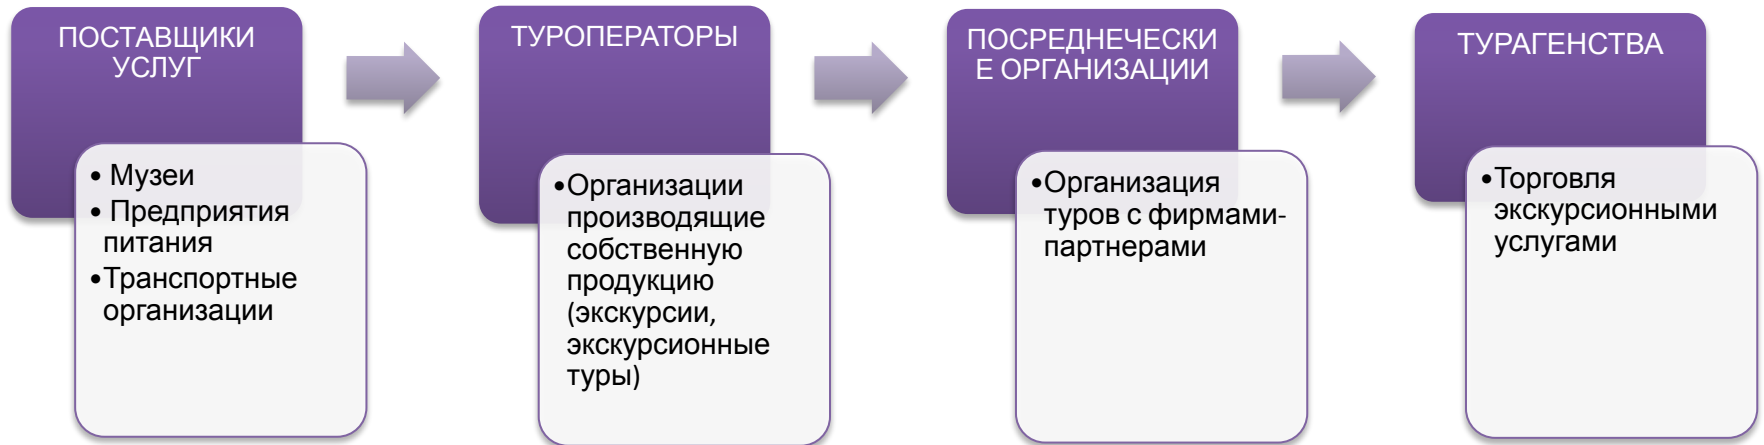 ПОСТАВЩИКИ
УСЛУГ
• Музеи
• Предприятия
питания
•Транспортные
организации
ТУРОПЕРАТОРЫ
•Организации
производящие
собственную
продукцию
(экскурсии,
экскурсионные
туры)
ПОСРЕДНЕЧЕСКИ
Е ОРГАНИЗАЦИИ
•Организация
туров с фирмами-
партнерами
ТУРАГЕНСТВА
•Торговля
экскурсионными
услугами